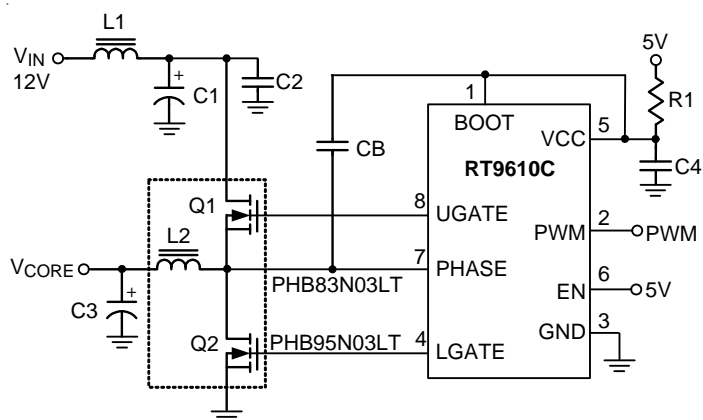 L1
5V
VIN
12V
C1
C2
R1
1
BOOT
5
VCC
CB
RT9610C
C4
Q1
8
UGATE
L2
2
PWM
PWM
VCORE
7
PHASE
PHB83N03LT
6
EN
5V
C3
Q2
PHB95N03LT
4
LGATE
3
GND